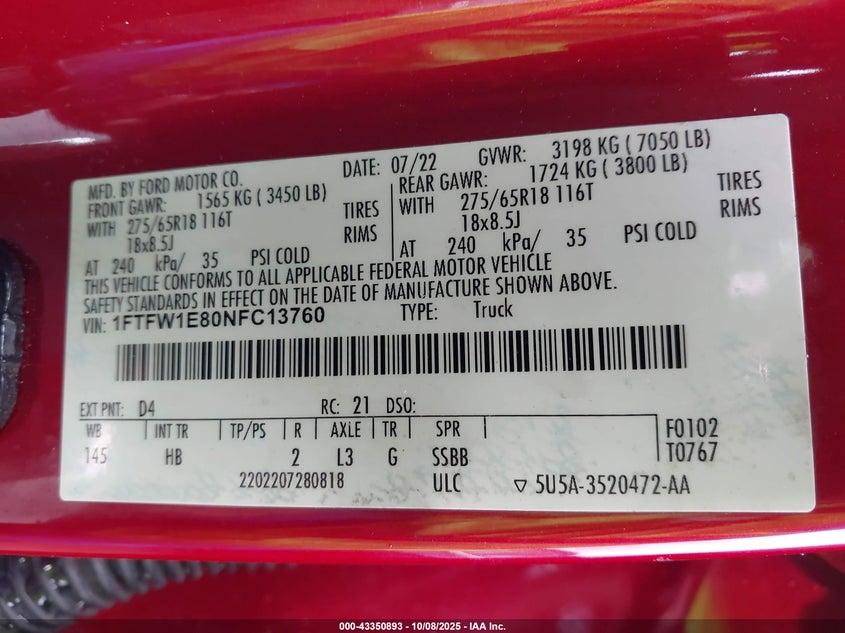 MFD. BY FORD MOTOR CO.
DATE: 07/22 GVWR: 3198 KG ( 7050 LB)
FRONT GAWR: 1565 KG ( 3450 LB)
WITH 275/65R18 116T TIRES
18x8.5J RIMS
AT 240 kPa/ 35 PSI COLD
REAR GAWR: 1724 KG ( 3800 LB)
WITH 275/65R18 116T TIRES
18x8.5J RIMS
AT 240 kPa/ 35 PSI COLD
THIS VEHICLE CONFORMS TO ALL APPLICABLE FEDERAL MOTOR VEHICLE
SAFETY STANDARDS IN EFFECT ON THE DATE OF MANUFACTURE SHOWN ABOVE.
VIN: 1FTFW1E80NFC13760 TYPE: Truck
EXT PNT: D4 RC: 21 DSO:
WB INT TR TP/PS R AXLE TR SPR
145 HB 2 L3 G SSBB
F0102
T0767
2202207280818 ULC ▽ 5U5A-3520472-AA
000-43350893 - 10/08/2025 - IAA Inc.